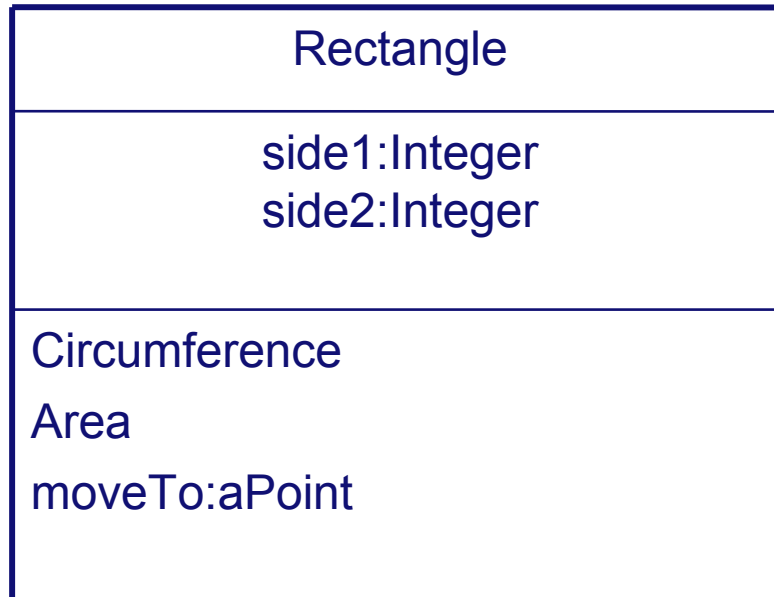 Rectangle
side1:Integer
side2:Integer
Circumference
Area
moveTo:aPoint